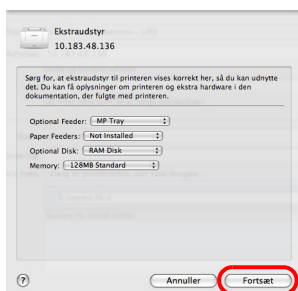 Ekstraudstyr
10.183.48.136
Sørg for, at ekstraudstyr til printeren vises korrekt her, så du kan udnytte
det. Du kan få oplysninger om printeren og ekstra hardware i den
dokumentation, der fulgte med printeren.
Optional Feeder: MP Tray
Paper Feeders: Not Installed
Optional Disk: RAM Disk
Memory: 128MB Standard
? Annuller Fortsæt